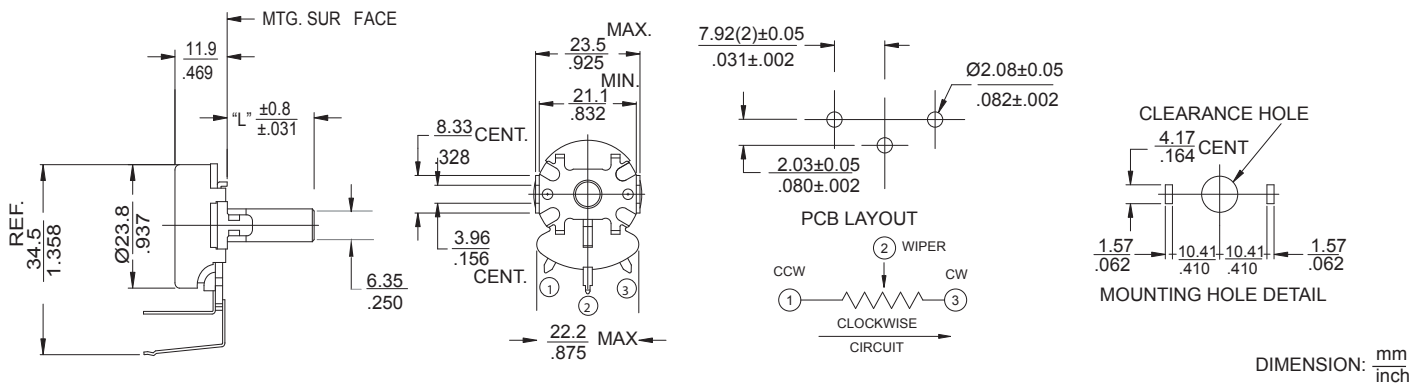 MTG. SUR FACE
11.9
.469
"L" ±0.8
±.031
REF.
34.5
1.358
Ø23.8
.937
6.35
.250
MAX.
23.5
.925
MIN.
21.1
.832
8.33 CENT.
.328
3.96
.156
CENT.
1
2
3
22.2 MAX
.875
7.92(2)±0.05
.031±.002
Ø2.08±0.05
.082±.002
2.03±0.05
.080±.002
PCB LAYOUT
2 WIPER
CCW
CW
1
3
CLOCKWISE
CIRCUIT
CLEARANCE HOLE
4.17 CENT
.164
1.57
.062
10.41
.410
10.41
.410
1.57
.062
MOUNTING HOLE DETAIL
DIMENSION: mm
inch